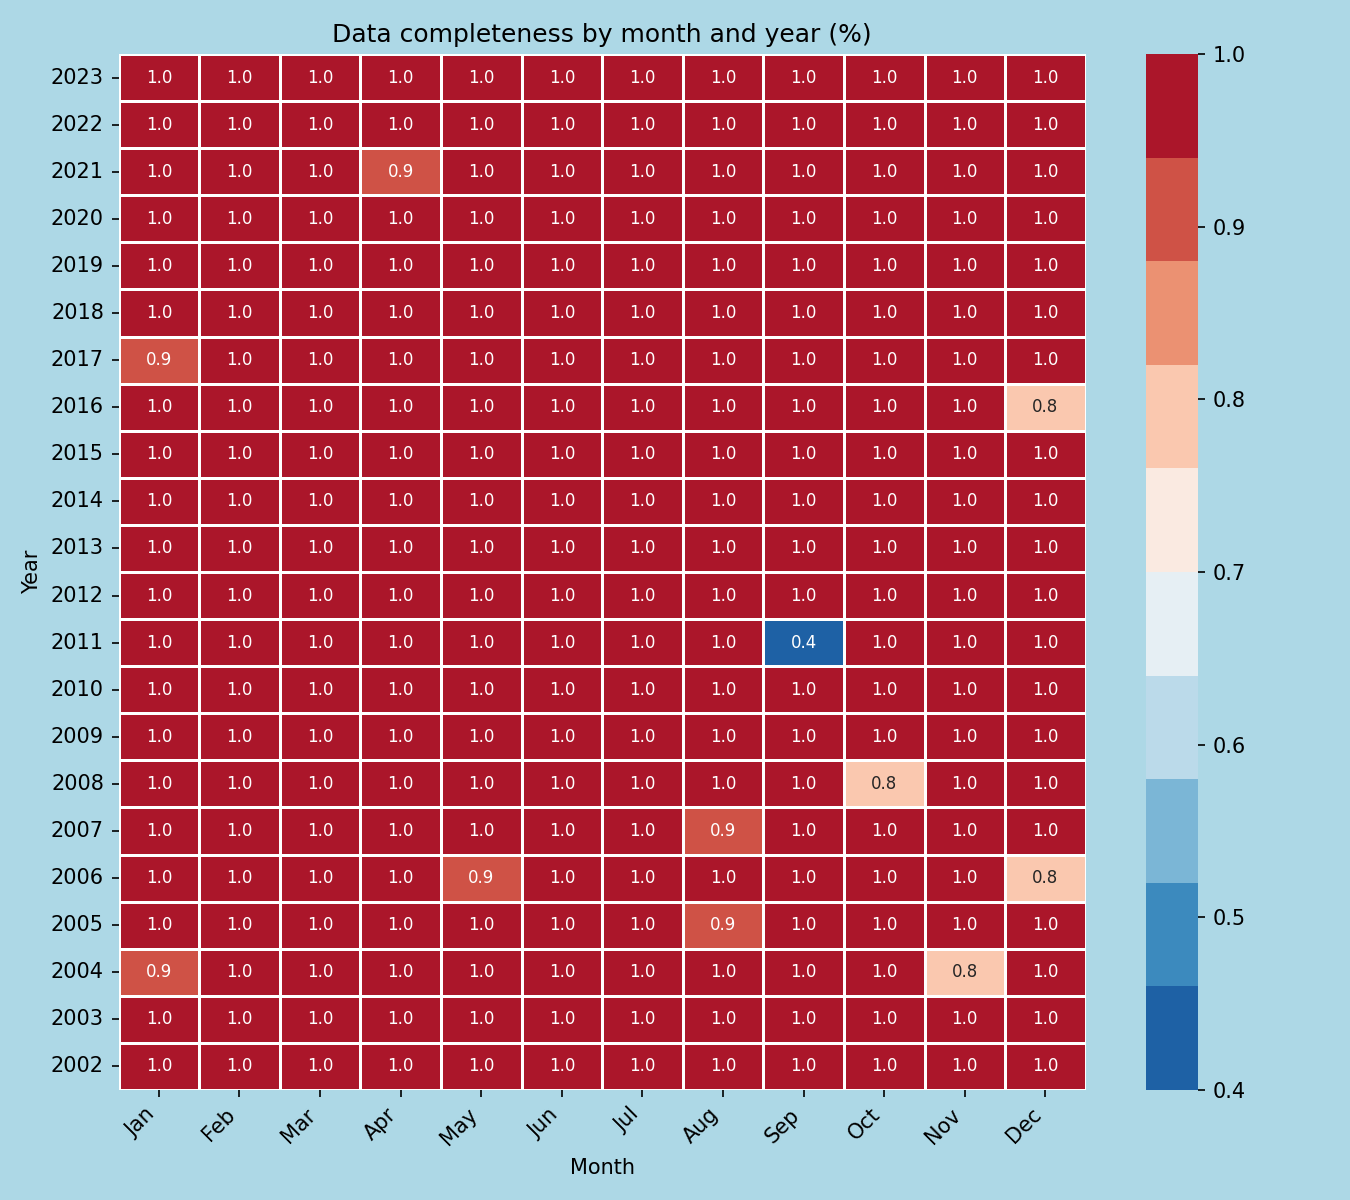 Data completeness by month and year (%)
2023 1.0 1.0 1.0 1.0 1.0 1.0 1.0 1.0 1.0 1.0 1.0 1.0
2022 1.0 1.0 1.0 1.0 1.0 1.0 1.0 1.0 1.0 1.0 1.0 1.0
2021 1.0 1.0 1.0 0.9 1.0 1.0 1.0 1.0 1.0 1.0 1.0 1.0
2020 1.0 1.0 1.0 1.0 1.0 1.0 1.0 1.0 1.0 1.0 1.0 1.0
2019 1.0 1.0 1.0 1.0 1.0 1.0 1.0 1.0 1.0 1.0 1.0 1.0
2018 1.0 1.0 1.0 1.0 1.0 1.0 1.0 1.0 1.0 1.0 1.0 1.0
2017 0.9 1.0 1.0 1.0 1.0 1.0 1.0 1.0 1.0 1.0 1.0 1.0
2016 1.0 1.0 1.0 1.0 1.0 1.0 1.0 1.0 1.0 1.0 1.0 0.8
2015 1.0 1.0 1.0 1.0 1.0 1.0 1.0 1.0 1.0 1.0 1.0 1.0
2014 1.0 1.0 1.0 1.0 1.0 1.0 1.0 1.0 1.0 1.0 1.0 1.0
2013 1.0 1.0 1.0 1.0 1.0 1.0 1.0 1.0 1.0 1.0 1.0 1.0
2012 1.0 1.0 1.0 1.0 1.0 1.0 1.0 1.0 1.0 1.0 1.0 1.0
2011 1.0 1.0 1.0 1.0 1.0 1.0 1.0 1.0 0.4 1.0 1.0 1.0
2010 1.0 1.0 1.0 1.0 1.0 1.0 1.0 1.0 1.0 1.0 1.0 1.0
2009 1.0 1.0 1.0 1.0 1.0 1.0 1.0 1.0 1.0 1.0 1.0 1.0
2008 1.0 1.0 1.0 1.0 1.0 1.0 1.0 1.0 1.0 0.8 1.0 1.0
2007 1.0 1.0 1.0 1.0 1.0 1.0 1.0 0.9 1.0 1.0 1.0 1.0
2006 1.0 1.0 1.0 1.0 0.9 1.0 1.0 1.0 1.0 1.0 1.0 0.8
2005 1.0 1.0 1.0 1.0 1.0 1.0 1.0 0.9 1.0 1.0 1.0 1.0
2004 0.9 1.0 1.0 1.0 1.0 1.0 1.0 1.0 1.0 1.0 0.8 1.0
2003 1.0 1.0 1.0 1.0 1.0 1.0 1.0 1.0 1.0 1.0 1.0 1.0
2002 1.0 1.0 1.0 1.0 1.0 1.0 1.0 1.0 1.0 1.0 1.0 1.0
Year
Jan Feb Mar Apr May Jun Jul Aug Sep Oct Nov Dec
Month
1.0
0.9
0.8
0.7
0.6
0.5
0.4